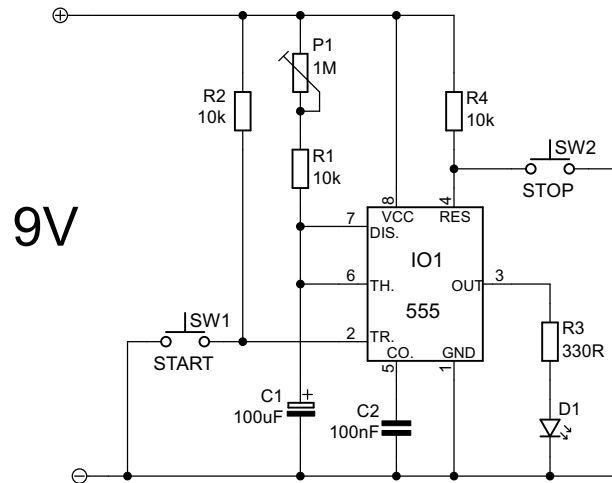 P1
1M
R2
10k
R4
10k
R1
10k
SW2
STOP
9V
8
4
VCC
RES
7
DIS.
IO1
6
TH.
OUT
3
555
SW1
START
2
TR.
CO.
GND
5
1
R3
330R
C1
+
100uF
C2
100nF
D1